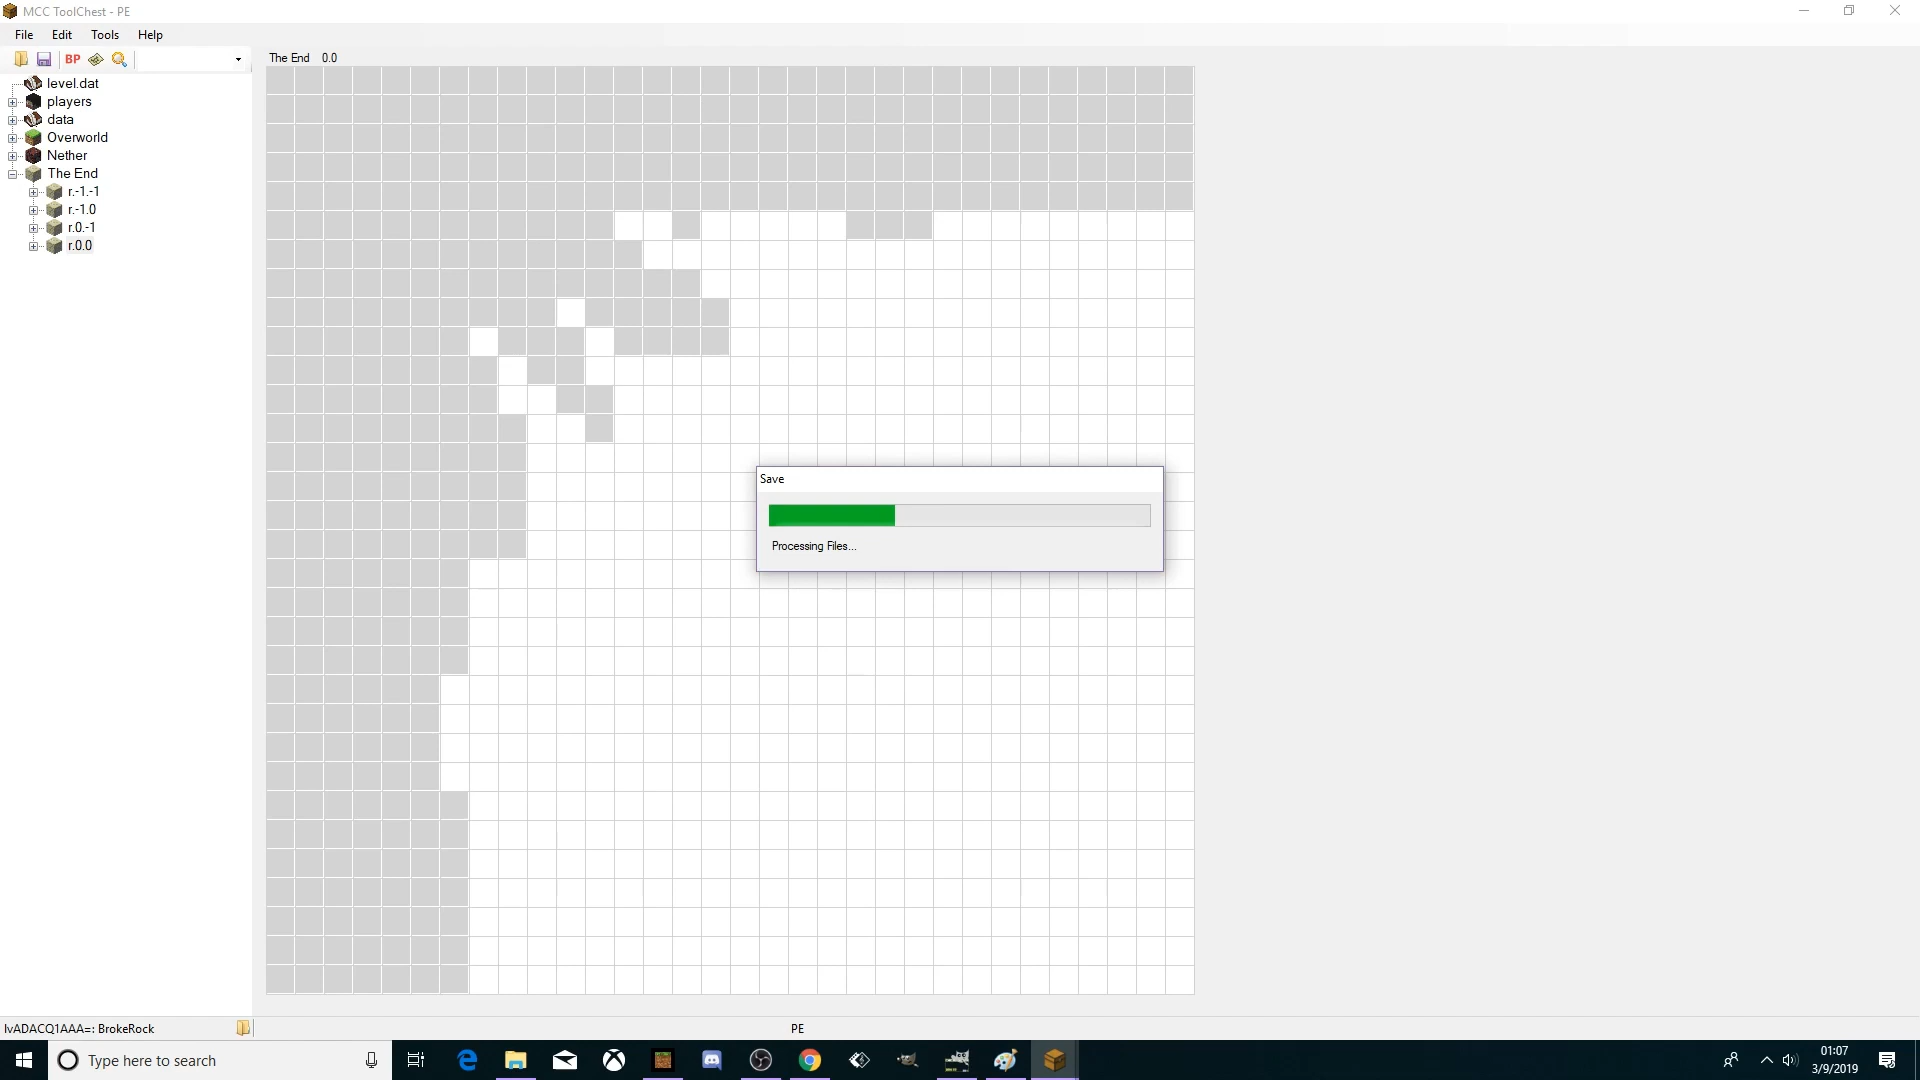 MCC ToolChest - PE
File Edit Tools Help
BP
The End 0.0
level.dat
players
data
Overworld
Nether
The End
r.-1.-1
r.-1.0
r.0.-1
r.0.0
Save
Processing Files...
lvADACQ1AAA=: BrokeRock
PE
Type here to search
01:07
3/9/2019